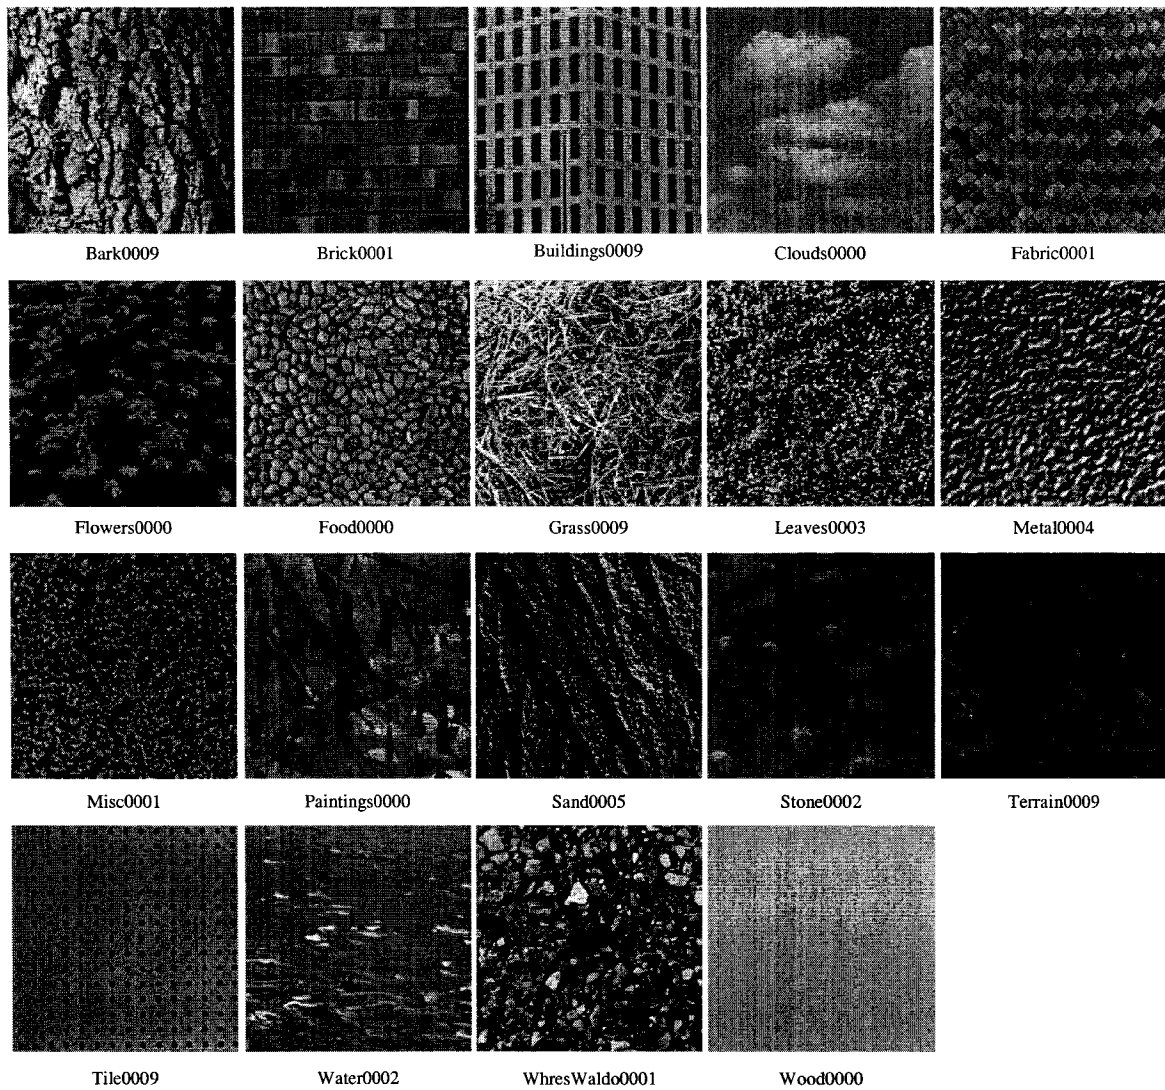 Bark0009 Brick0001 Buildings0009 Clouds0000 Fabric0001
Flowers0000 Food0000 Grass0009 Leaves0003 Metal0004
Misc0001 Paintings0000 Sand0005 Stone0002 Terrain0009
Tile0009 Water0002 WhresWaldo0001 Wood0000